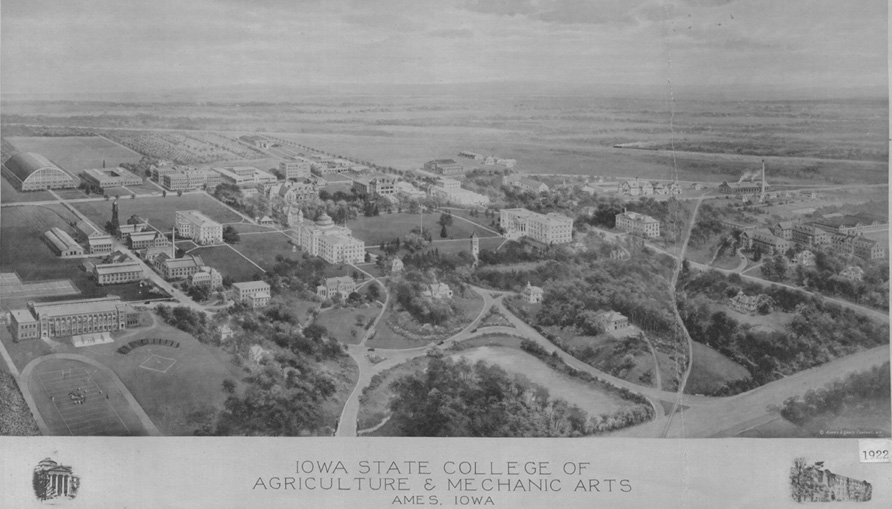 1922
IOWA STATE COLLEGE OF
AGRICULTURE & MECHANIC ARTS
AMES, IOWA